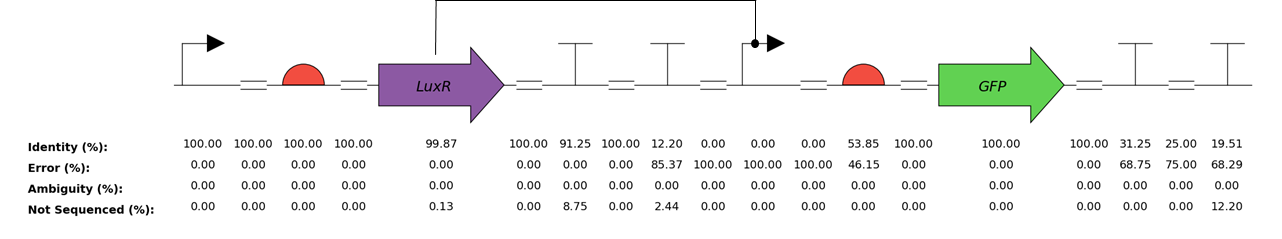 LuxR GFP
Identity (%): 100.00 100.00 100.00 100.00 99.87 100.00 91.25 100.00 12.20 0.00 0.00 0.00 53.85 100.00 100.00 100.00 31.25 25.00 19.51
Error (%): 0.00 0.00 0.00 0.00 0.00 0.00 0.00 0.00 85.37 100.00 100.00 100.00 46.15 0.00 0.00 0.00 68.75 75.00 68.29
Ambiguity (%): 0.00 0.00 0.00 0.00 0.00 0.00 0.00 0.00 0.00 0.00 0.00 0.00 0.00 0.00 0.00 0.00 0.00 0.00 0.00
Not Sequenced (%): 0.00 0.00 0.00 0.00 0.13 0.00 8.75 0.00 2.44 0.00 0.00 0.00 0.00 0.00 0.00 0.00 0.00 0.00 12.20